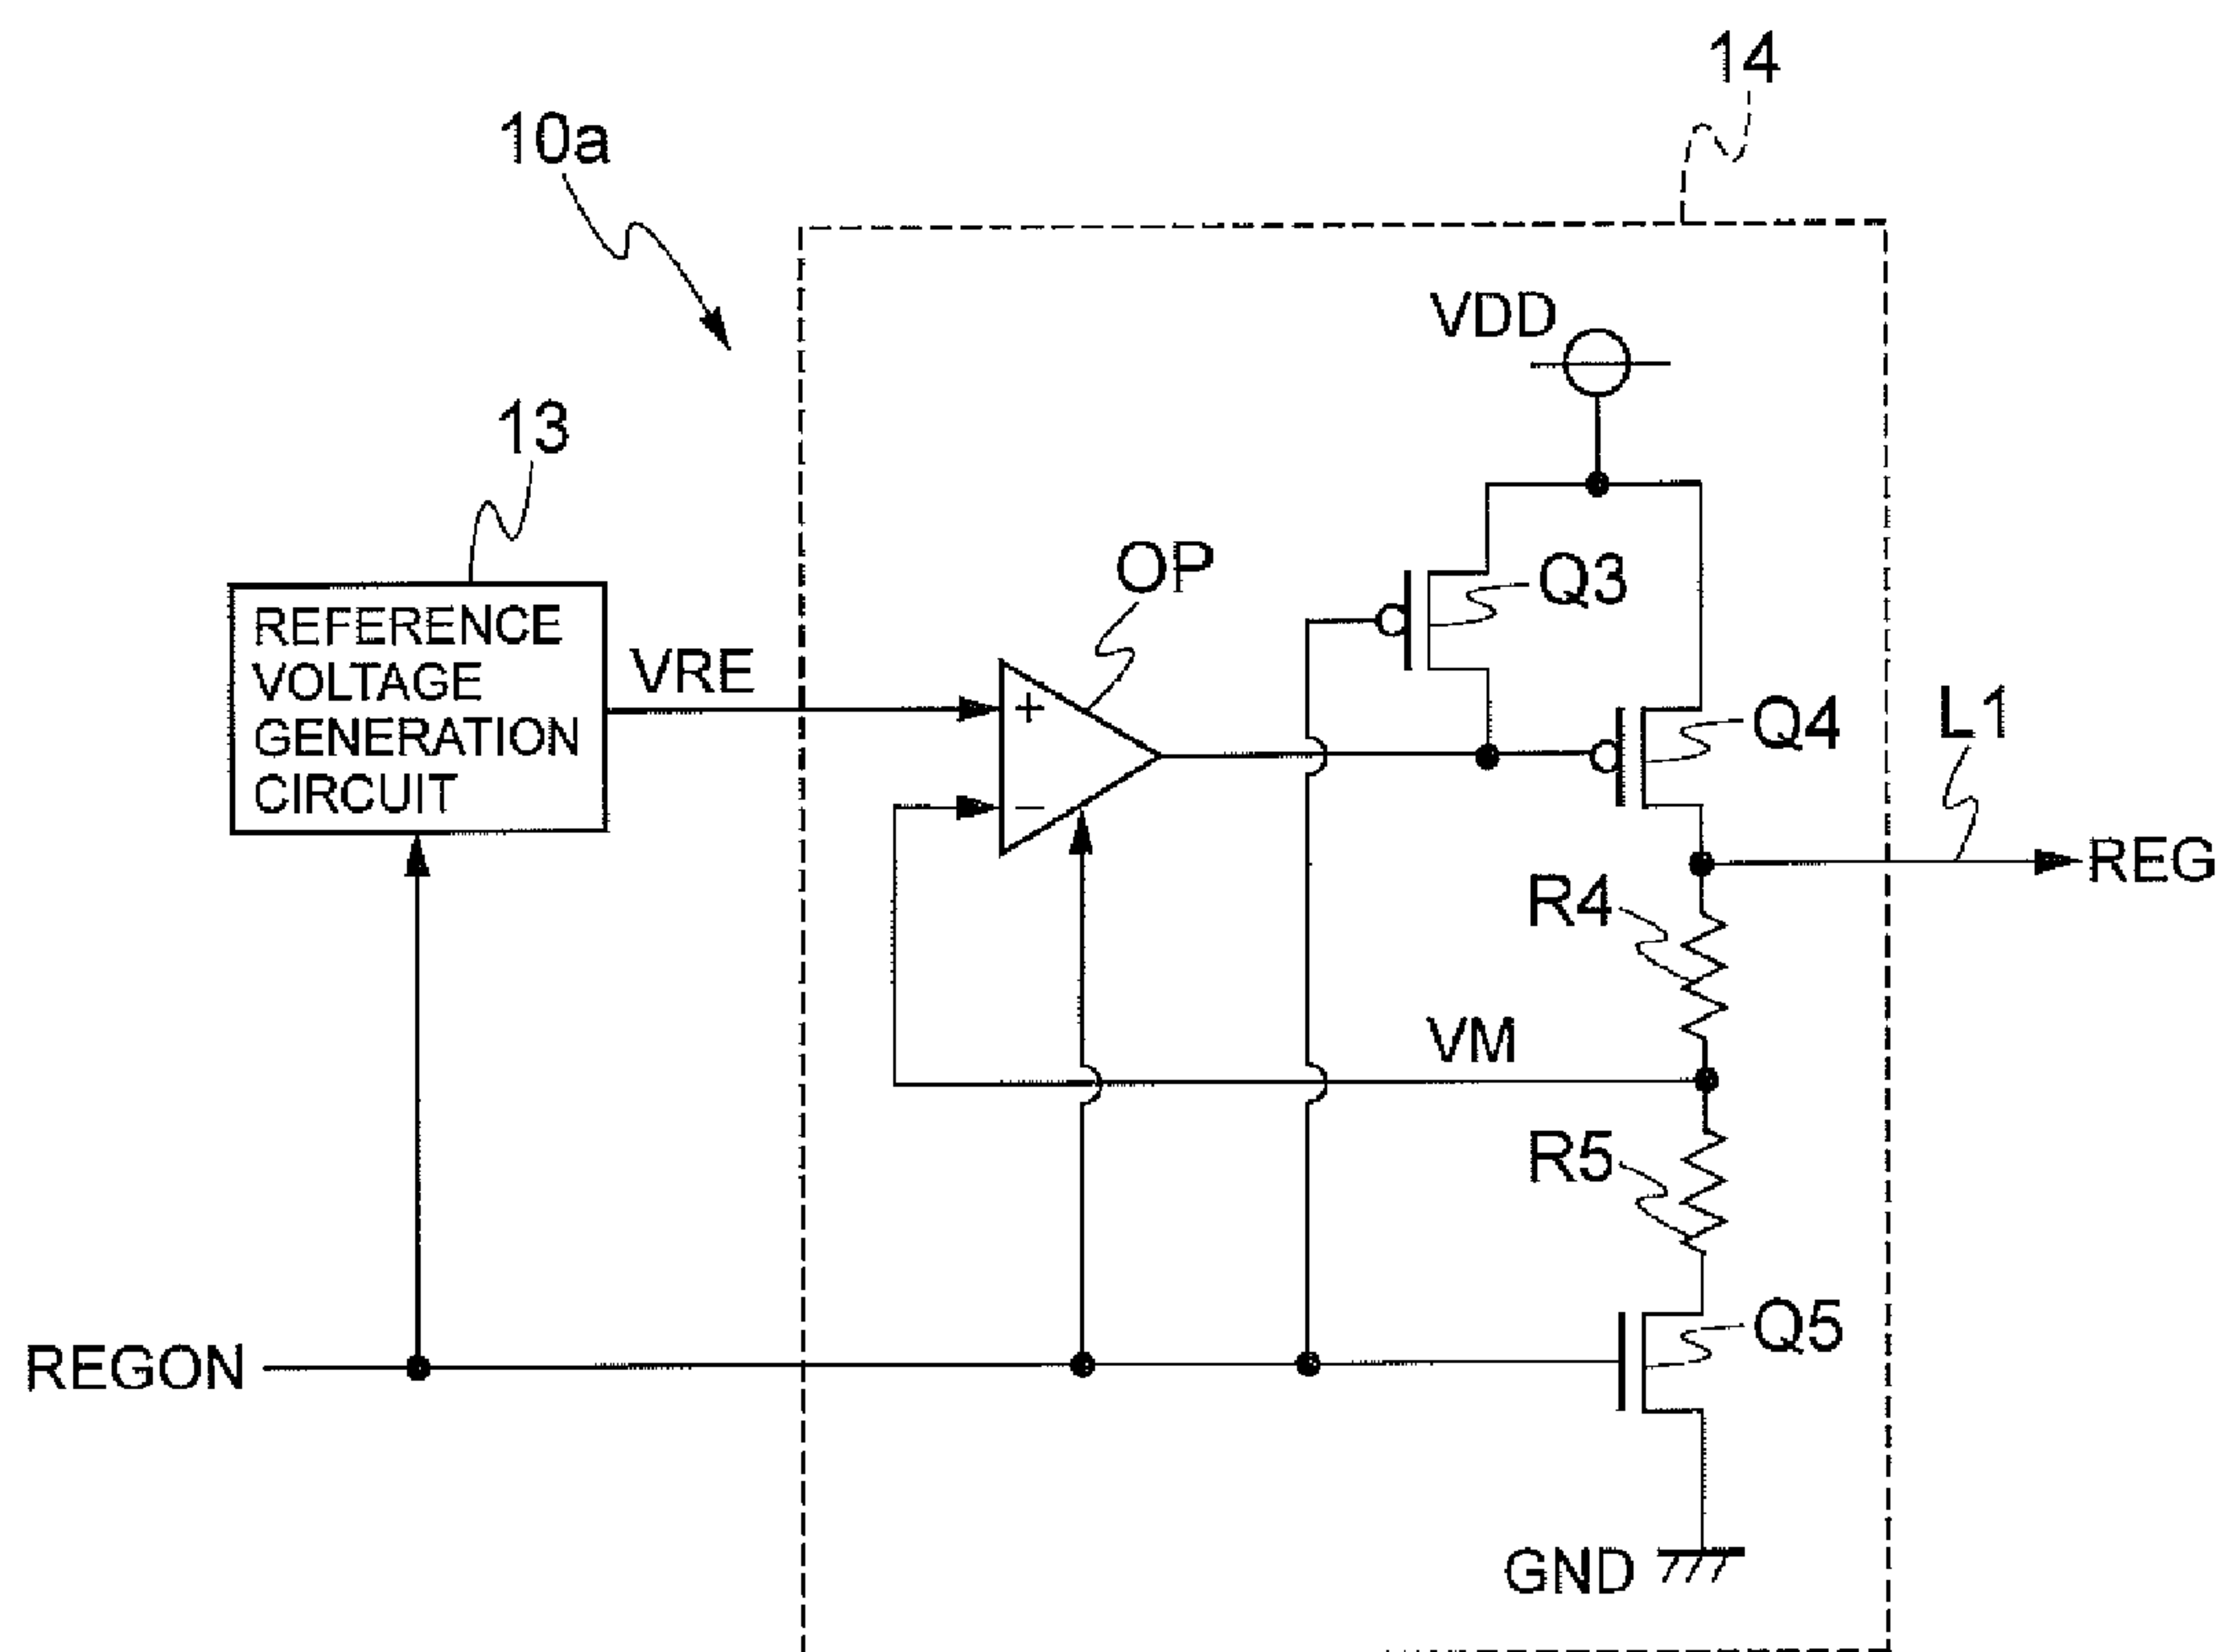 14
10a
VDD
13
OP
Q3
REFERENCE
VOLTAGE
GENERATION
CIRCUIT
VRE
+
−
Q4
L1
REG
R4
VM
R5
Q5
REGON
GND